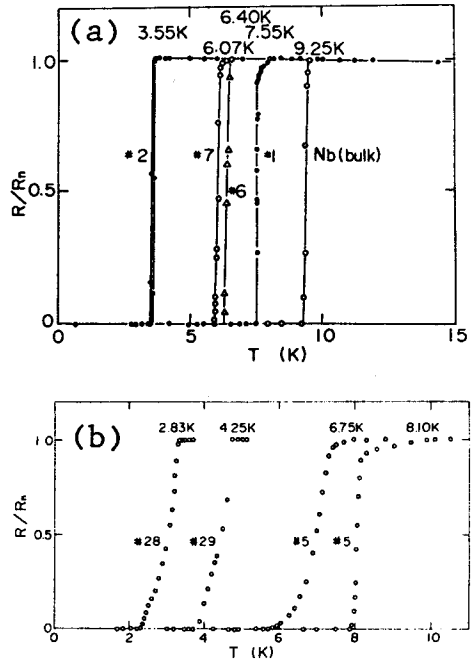 (a)
6.40K
3.55K
7.55K
6.07K
9.25K
1.0
*2
*7
*1
Nb(bulk)
R/Rn
0.5
*6
0
0
5
10
15
T (K)
(b)
2.83K
4.25K
6.75K
8.10K
1.0
R/Rn
0.5
*28
*29
*5
*5
0
0
2
4
6
8
10
T (K)